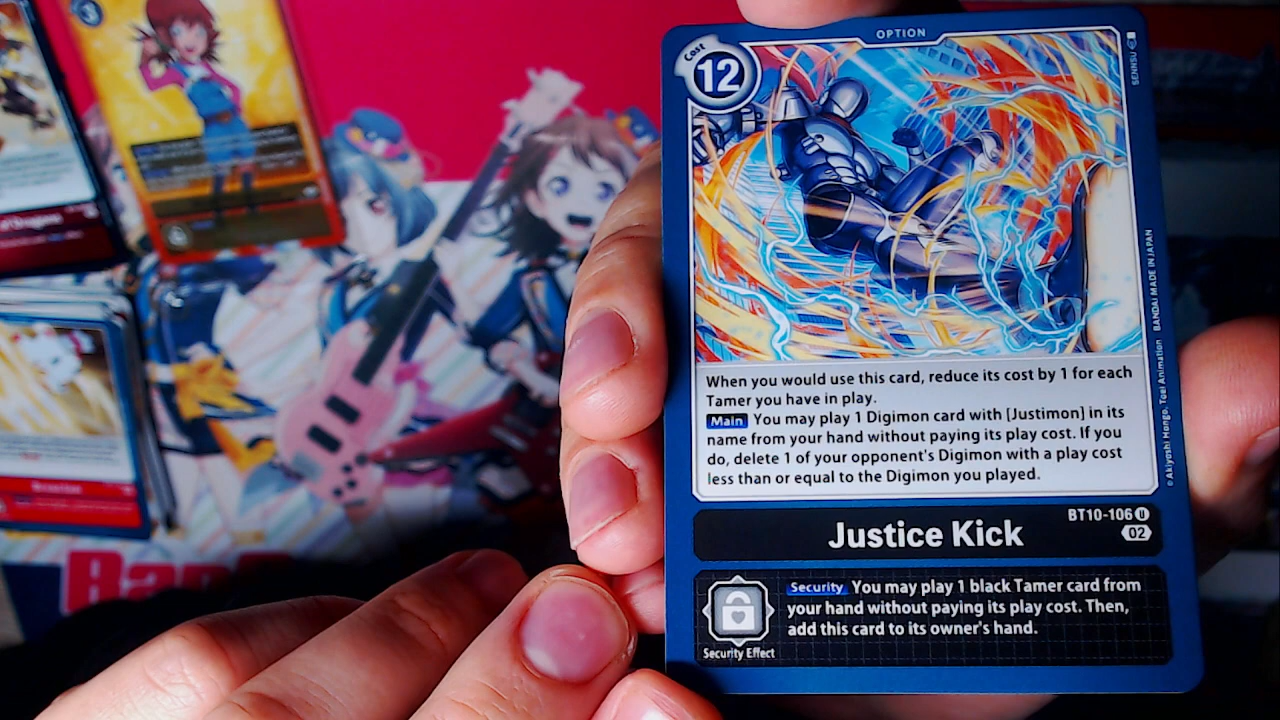 OPTION
Cost
12
SENNSU
When you would use this card, reduce its cost by 1 for each
Tamer you have in play.
Main You may play 1 Digimon card with [Justimon] in its
name from your hand without paying its play cost. If you
do, delete 1 of your opponent's Digimon with a play cost
less than or equal to the Digimon you played.
©Akiyoshi Hongo, Toei Animation BANDAI MADE IN JAPAN
BT10-106 U
Justice Kick
02
Security You may play 1 black Tamer card from
your hand without paying its play cost. Then,
add this card to its owner's hand.
Security Effect